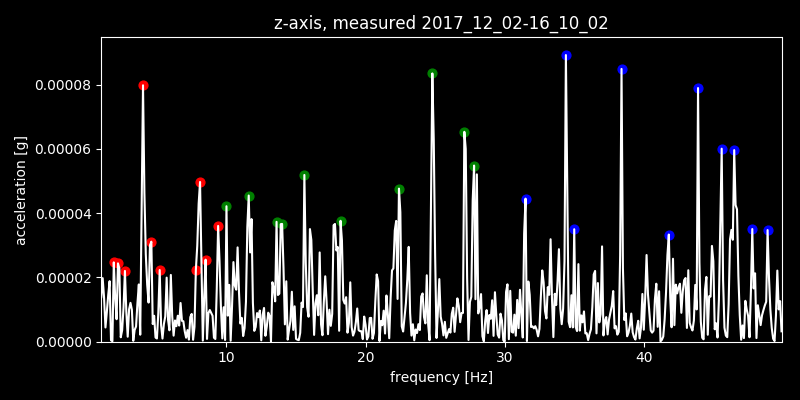 z-axis, measured 2017_12_02-16_10_02
0.00008
0.00006
0.00004
0.00002
0.00000
acceleration [g]
10 20 30 40
frequency [Hz]